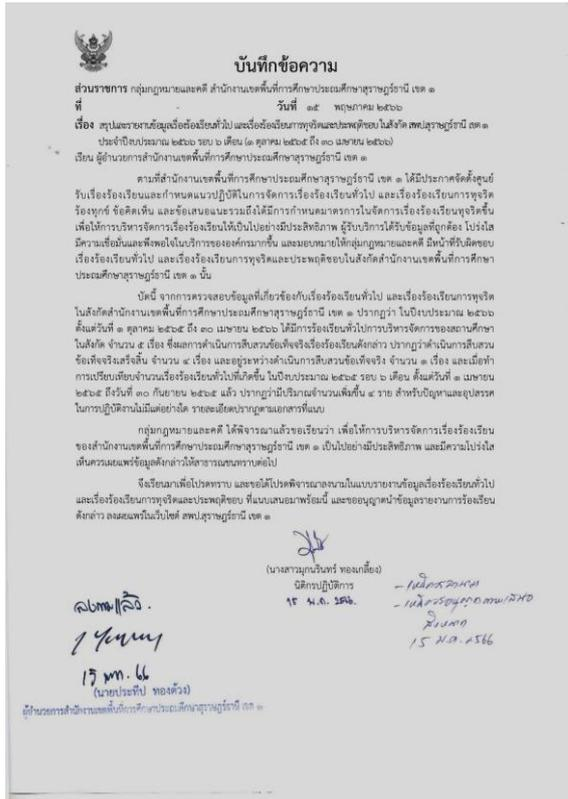 บันทึกข้อความ
ส่วนราชการ กลุ่มกฎหมายและคดี สำนักงานเขตพื้นที่การศึกษาประถมศึกษาสุราษฎร์ธานี เขต ๑
ที่ - วันที่ ๑๕ พฤษภาคม ๒๕๖๖
เรื่อง สรุปและรายงานข้อมูลเรื่องร้องเรียนทั่วไป และเรื่องร้องเรียนการทุจริตและประพฤติชอบ ในสังกัด สพป.สุราษฎร์ธานี เขต ๑
ประจำปีงบประมาณ ๒๕๖๖ รอบ ๖ เดือน (๑ ตุลาคม ๒๕๖๕ ถึง ๓๐ เมษายน ๒๕๖๖)
เรียน ผู้อำนวยการสำนักงานเขตพื้นที่การศึกษาประถมศึกษาสุราษฎร์ธานี เขต ๑
ตามที่สำนักงานเขตพื้นที่การศึกษาประถมศึกษาสุราษฎร์ธานี เขต ๑ ได้มีประกาศจัดตั้งศูนย์
รับเรื่องร้องเรียนและกำหนดแนวปฏิบัติในการจัดการเรื่องร้องเรียนทั่วไป และเรื่องร้องเรียนการทุจริต
ร้องทุกข์ ข้อคิดเห็น และข้อเสนอแนะรวมถึงได้มีการกำหนดมาตรการในจัดการเรื่องร้องเรียนทุจริตขึ้น
เพื่อให้การบริหารจัดการเรื่องร้องเรียนให้เป็นไปอย่างมีประสิทธิภาพ ผู้รับบริการได้รับข้อมูลที่ถูกต้อง โปร่งใส
มีความเชื่อมั่นและพึงพอใจในบริการขององค์กรมากขึ้น และมอบหมายให้กลุ่มกฎหมายและคดี มีหน้าที่รับผิดชอบ
เรื่องร้องเรียนทั่วไป และเรื่องร้องเรียนการทุจริตและประพฤติชอบในสังกัดสำนักงานเขตพื้นที่การศึกษา
ประถมศึกษาสุราษฎร์ธานี เขต ๑ นั้น
บัดนี้ จากการตรวจสอบข้อมูลที่เกี่ยวข้องกับเรื่องร้องเรียนทั่วไป และเรื่องร้องเรียนการทุจริต
ในสังกัดสำนักงานเขตพื้นที่การศึกษาประถมศึกษาสุราษฎร์ธานี เขต ๑ ปรากฏว่า ในปีงบประมาณ ๒๕๖๖
ตั้งแต่วันที่ ๑ ตุลาคม ๒๕๖๕ ถึง ๓๐ เมษายน ๒๕๖๖ ได้มีการร้องเรียนทั่วไปการบริหารจัดการของสถานศึกษา
ในสังกัด จำนวน ๕ เรื่อง ซึ่งผลการดำเนินการสืบสวนข้อเท็จจริงเรื่องร้องเรียนดังกล่าว ปรากฏว่าดำเนินการสืบสวน
ข้อเท็จจริงเสร็จสิ้น จำนวน ๔ เรื่อง และอยู่ระหว่างดำเนินการสืบสวนข้อเท็จจริง จำนวน ๑ เรื่อง และเมื่อทำ
การเปรียบเทียบจำนวนเรื่องร้องเรียนทั่วไปที่เกิดขึ้น ในปีงบประมาณ ๒๕๖๕ รอบ ๖ เดือน ตั้งแต่วันที่ ๑ เมษายน
๒๕๖๕ ถึงวันที่ ๓๐ กันยายน ๒๕๖๕ แล้ว ปรากฏว่ามีปริมาณจำนวนเพิ่มขึ้น ๔ ราย สำหรับปัญหาและอุปสรรค
ในการปฏิบัติงานไม่มีแต่อย่างใด รายละเอียดปรากฏตามเอกสารที่แนบ
กลุ่มกฎหมายและคดี ได้พิจารณาแล้วขอเรียนว่า เพื่อให้การบริหารจัดการเรื่องร้องเรียน
ของสำนักงานเขตพื้นที่การศึกษาประถมศึกษาสุราษฎร์ธานี เขต ๑ เป็นไปอย่างมีประสิทธิภาพ และมีความโปร่งใส
เห็นควรเผยแพร่ข้อมูลดังกล่าวให้สาธารณชนทราบต่อไป
จึงเรียนมาเพื่อโปรดทราบ และขอได้โปรดพิจารณาลงนามในแบบรายงานข้อมูลเรื่องร้องเรียนทั่วไป
และเรื่องร้องเรียนการทุจริตและประพฤติชอบ ที่แนบเสนอมาพร้อมนี้ และขออนุญาตนำข้อมูลรายงานการร้องเรียน
ดังกล่าว ลงเผยแพร่ในเว็บไซต์ สพป.สุราษฎร์ธานี เขต ๑
(นางสาวมุกนรินทร์ ทองเกลี้ยง)
นิติกรปฏิบัติการ
15 พ.ค. 2566
15 พ.ค. 2566
ลงนามแล้ว
15 พค. 66
(นายประทีป ทองด้วง)
ผู้อำนวยการสำนักงานเขตพื้นที่การศึกษาประถมศึกษาสุราษฎร์ธานี เขต ๑